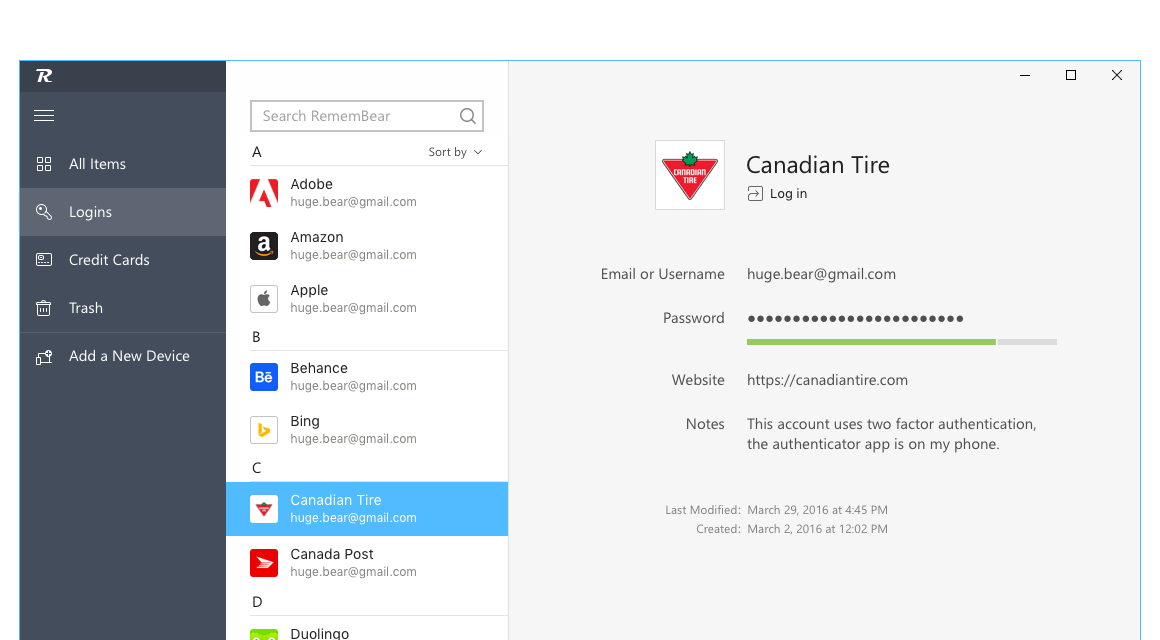 R
All Items
Logins
Credit Cards
Trash
Add a New Device
Search RememBear
A
Sort by
Adobe
huge.bear@gmail.com
Amazon
huge.bear@gmail.com
Apple
huge.bear@gmail.com
B
Bē
Behance
huge.bear@gmail.com
Bing
huge.bear@gmail.com
C
Canadian Tire
huge.bear@gmail.com
Canada Post
huge.bear@gmail.com
D
Duolingo
CANADIAN
TIRE
Canadian Tire
Log in
Email or Username huge.bear@gmail.com
Password ••••••••••••••••••••••••
Website https://canadiantire.com
Notes This account uses two factor authentication,
the authenticator app is on my phone.
Last Modified: March 29, 2016 at 4:45 PM
Created: March 2, 2016 at 12:02 PM